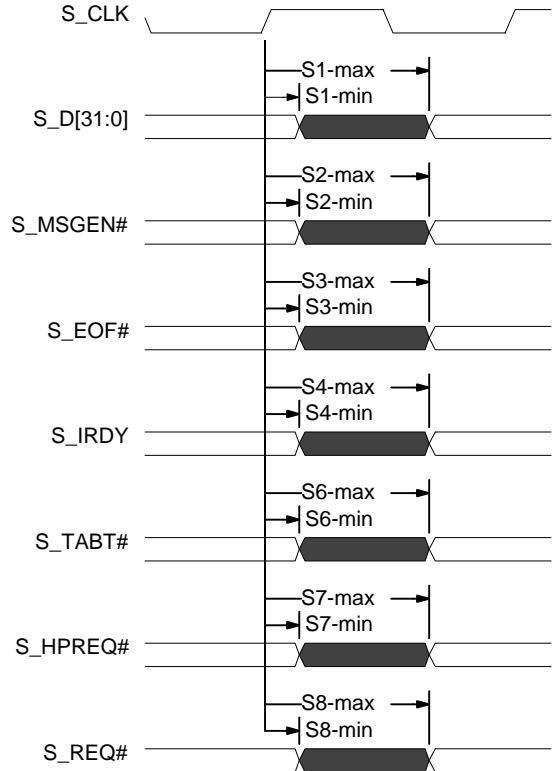 S_CLK
S1-max
S1-min
S_D[31:0]
S2-max
S2-min
S_MSGEN#
S3-max
S3-min
S_EOF#
S4-max
S4-min
S_IRDY
S6-max
S6-min
S_TABT#
S7-max
S7-min
S_HPREQ#
S8-max
S8-min
S_REQ#